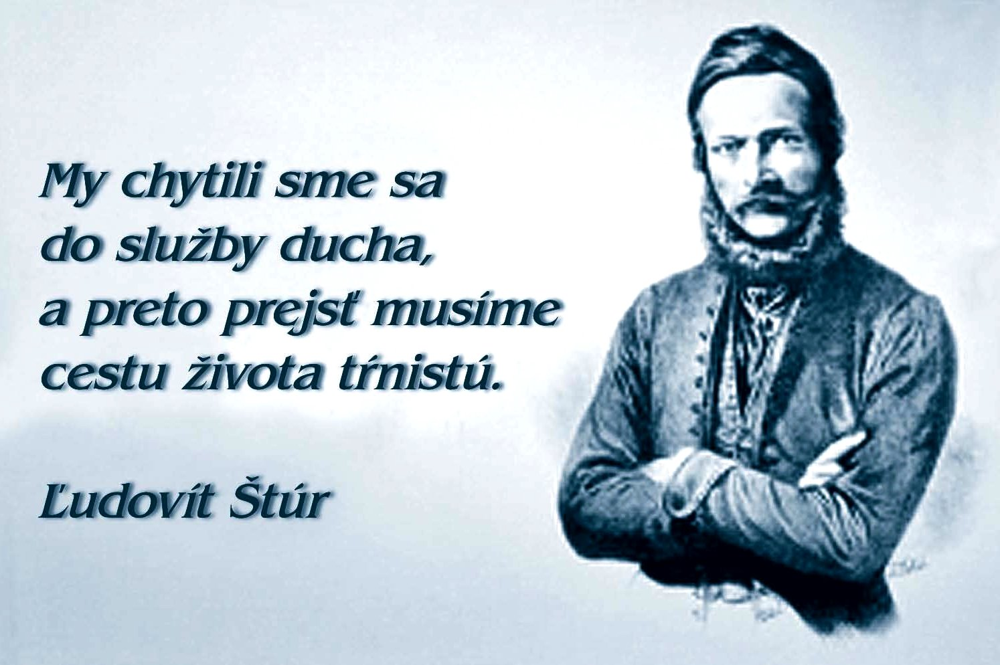 My chytili sme sa
do služby ducha,
a preto prejsť musíme
cestu života tŕnistú.
Ľudovít Štúr